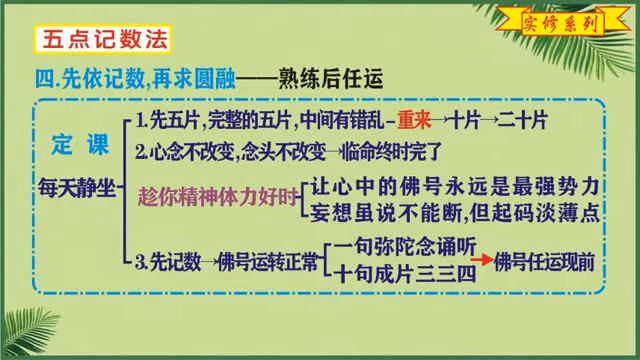 实修系列
五点记数法
四.先依记数,再求圆融——熟练后任运
定课
每天静坐
1.先五片,完整的五片,中间有错乱-重来→十片→二十片
2.心念不改变,念头不改变→临命终时完了
趁你精神体力好时
让心中的佛号永远是最强势力
妄想虽说不能断,但起码淡薄点
3.先记数→佛号运转正常
一句弥陀念诵听
十句成片三三四
→佛号任运现前